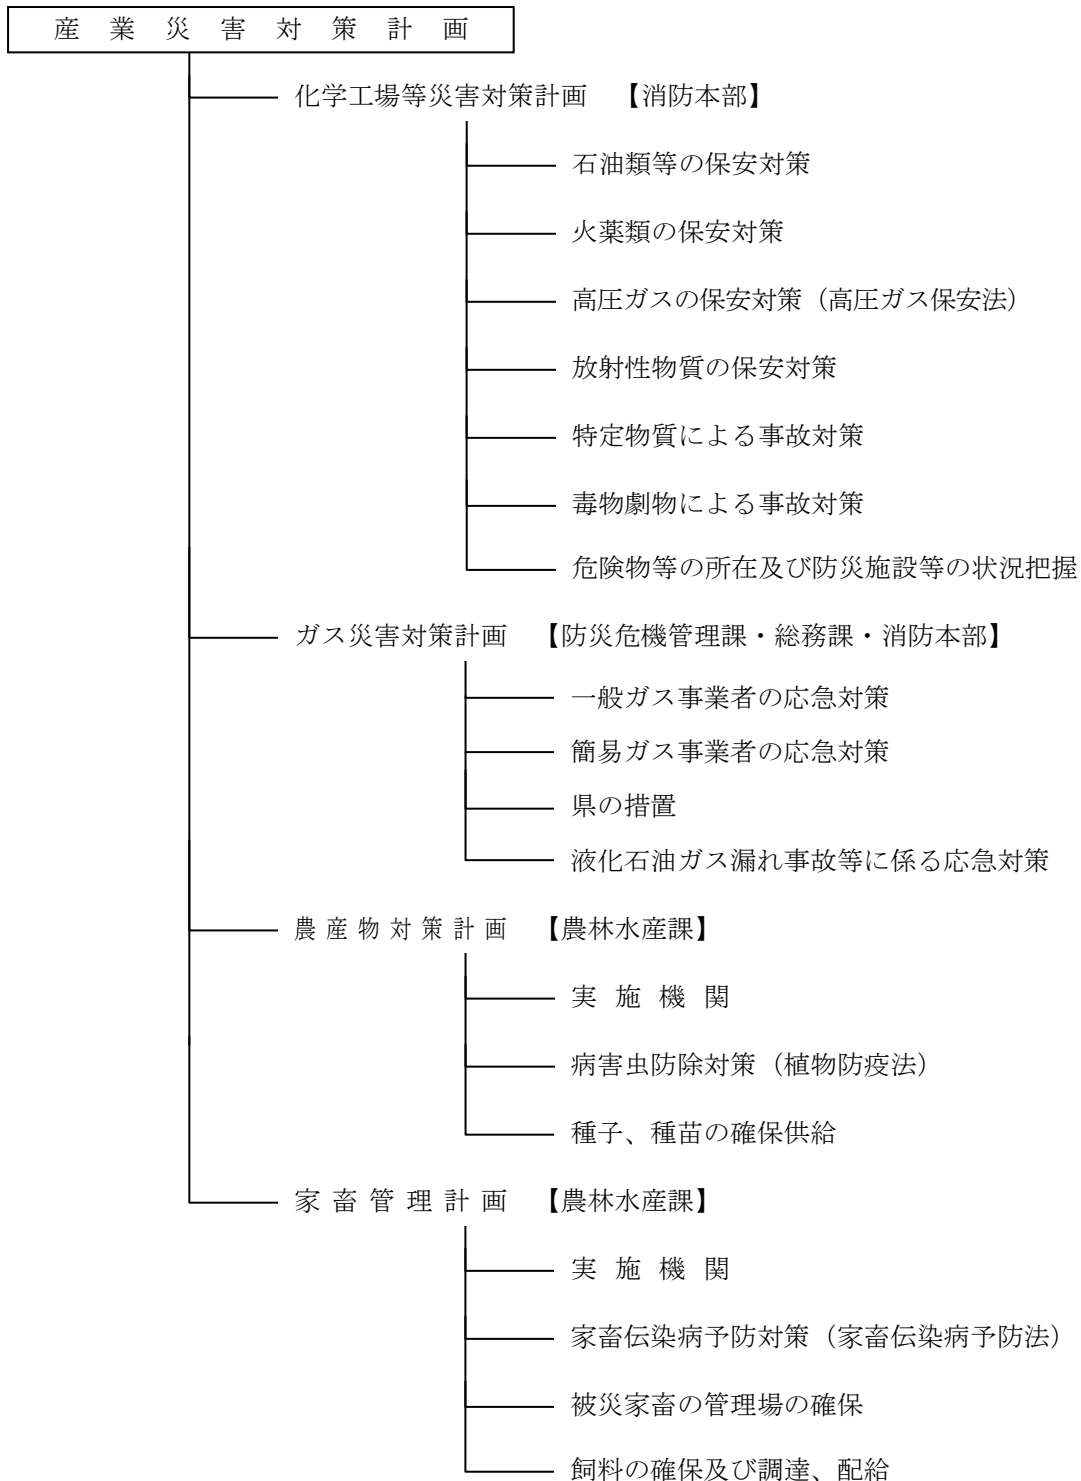 産業災害対策計画
化学工場等災害対策計画 【消防本部】
石油類等の保安対策
火薬類の保安対策
高圧ガスの保安対策（高圧ガス保安法）
放射性物質の保安対策
特定物質による事故対策
毒物劇物による事故対策
危険物等の所在及び防災施設等の状況把握
ガス災害対策計画 【防災危機管理課・総務課・消防本部】
一般ガス事業者の応急対策
簡易ガス事業者の応急対策
県の措置
液化石油ガス漏れ事故等に係る応急対策
農産物対策計画 【農林水産課】
実施機関
病害虫防除対策（植物防疫法）
種子、種苗の確保供給
家畜管理計画 【農林水産課】
実施機関
家畜伝染病予防対策（家畜伝染病予防法）
被災家畜の管理場の確保
飼料の確保及び調達、配給